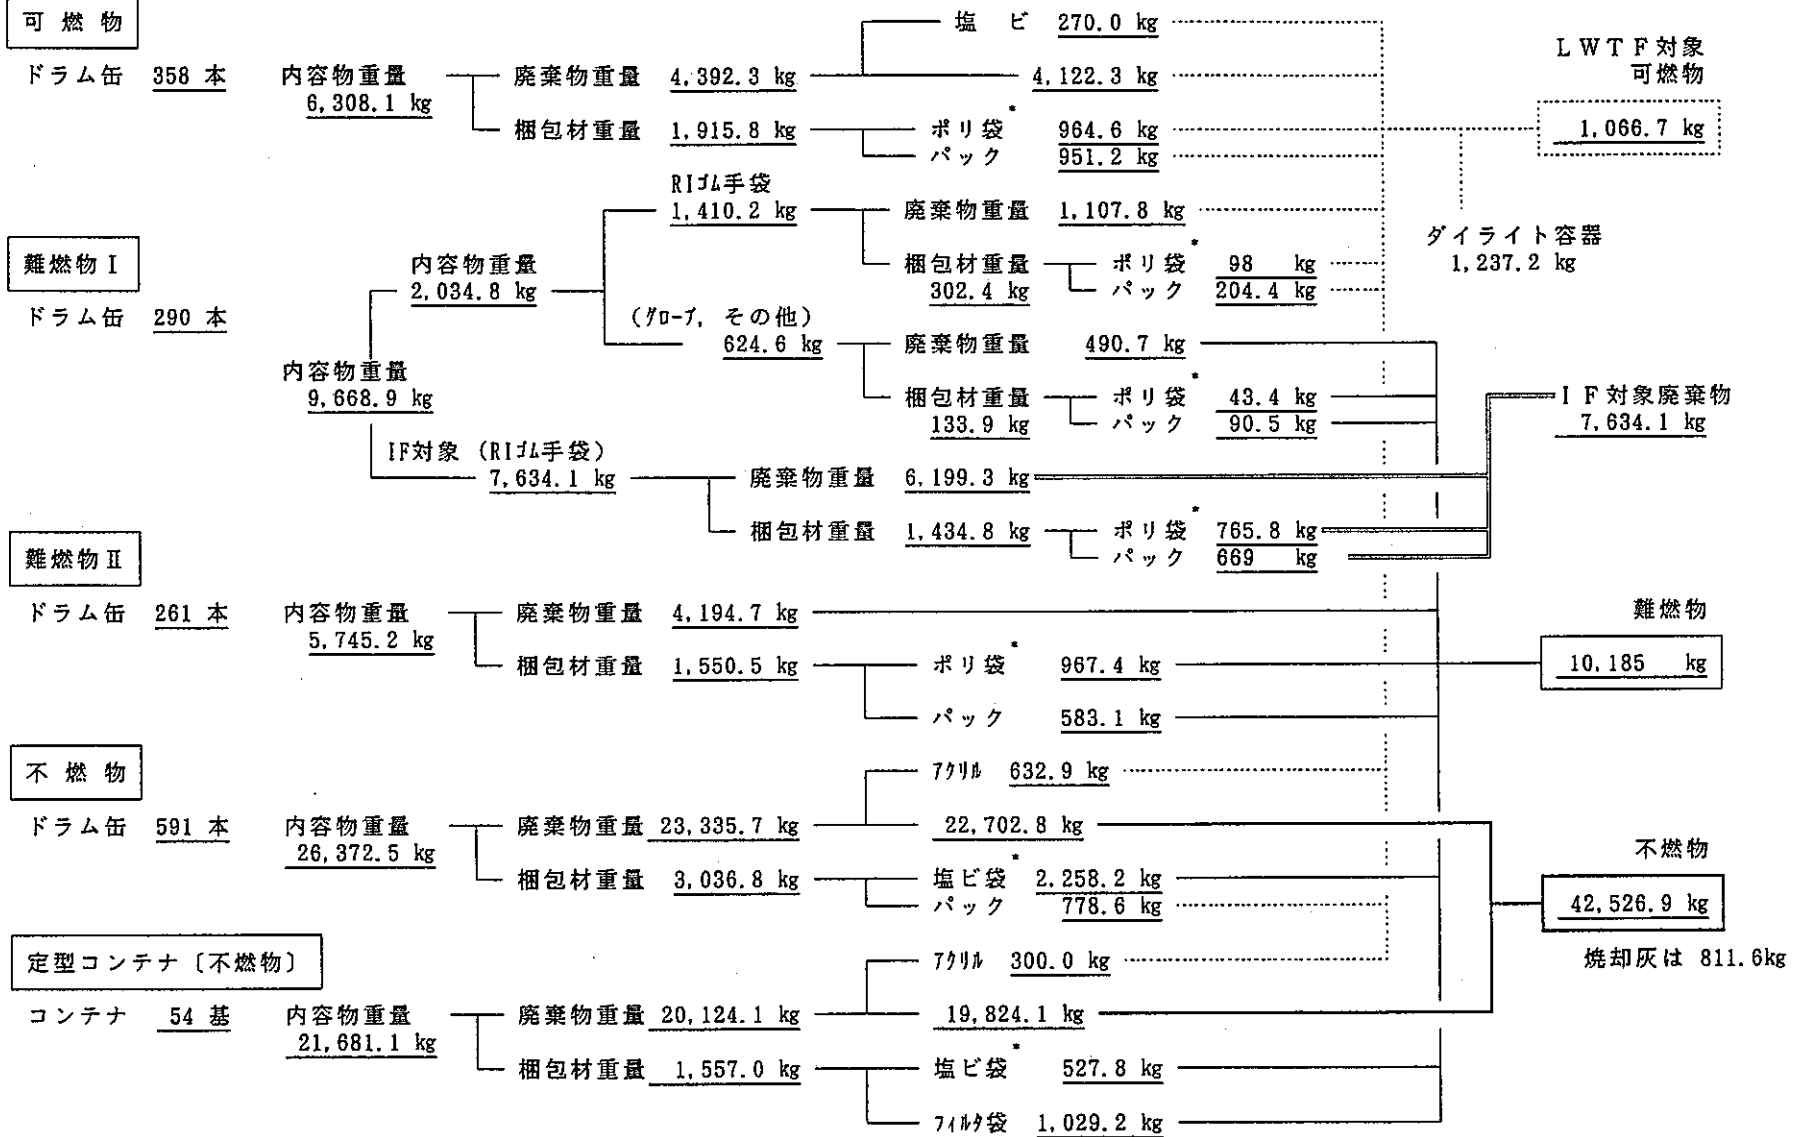 可燃物
塩ビ 270.0 kg
LWTF対象
可燃物
ドラム缶 358 本 内容物重量 廃棄物重量 4,392.3 kg 4,122.3 kg
6,308.1 kg
梱包材重量 1,915.8 kg ポリ袋* 964.6 kg 1,066.7 kg
パック 951.2 kg
RIゴム手袋
1,410.2 kg 廃棄物重量 1,107.8 kg
ダイライト容器
1,237.2 kg
難燃物Ⅰ
内容物重量 梱包材重量 ポリ袋* 98 kg
2,034.8 kg 302.4 kg パック 204.4 kg
ドラム缶 290 本 (グローブ, その他)
624.6 kg 廃棄物重量 490.7 kg
内容物重量
9,668.9 kg 梱包材重量 ポリ袋* 43.4 kg IF対象廃棄物
133.9 kg パック 90.5 kg 7,634.1 kg
IF対象 (RIゴム手袋)
7,634.1 kg 廃棄物重量 6,199.3 kg
梱包材重量 1,434.8 kg ポリ袋* 765.8 kg
パック 669 kg
難燃物Ⅱ
ドラム缶 261 本 内容物重量 廃棄物重量 4,194.7 kg 難燃物
5,745.2 kg
梱包材重量 1,550.5 kg ポリ袋* 967.4 kg 10,185 kg
パック 583.1 kg
不燃物
アクリル 632.9 kg
ドラム缶 591 本 内容物重量 廃棄物重量 23,335.7 kg 22,702.8 kg
26,372.5 kg 不燃物
梱包材重量 3,036.8 kg 塩ビ袋* 2,258.2 kg
パック 778.6 kg 42,526.9 kg
定型コンテナ〔不燃物〕
アクリル 300.0 kg 焼却灰は 811.6kg
コンテナ 54 基 内容物重量 廃棄物重量 20,124.1 kg 19,824.1 kg
21,681.1 kg
梱包材重量 1,557.0 kg 塩ビ袋* 527.8 kg
フィルタ袋 1,029.2 kg